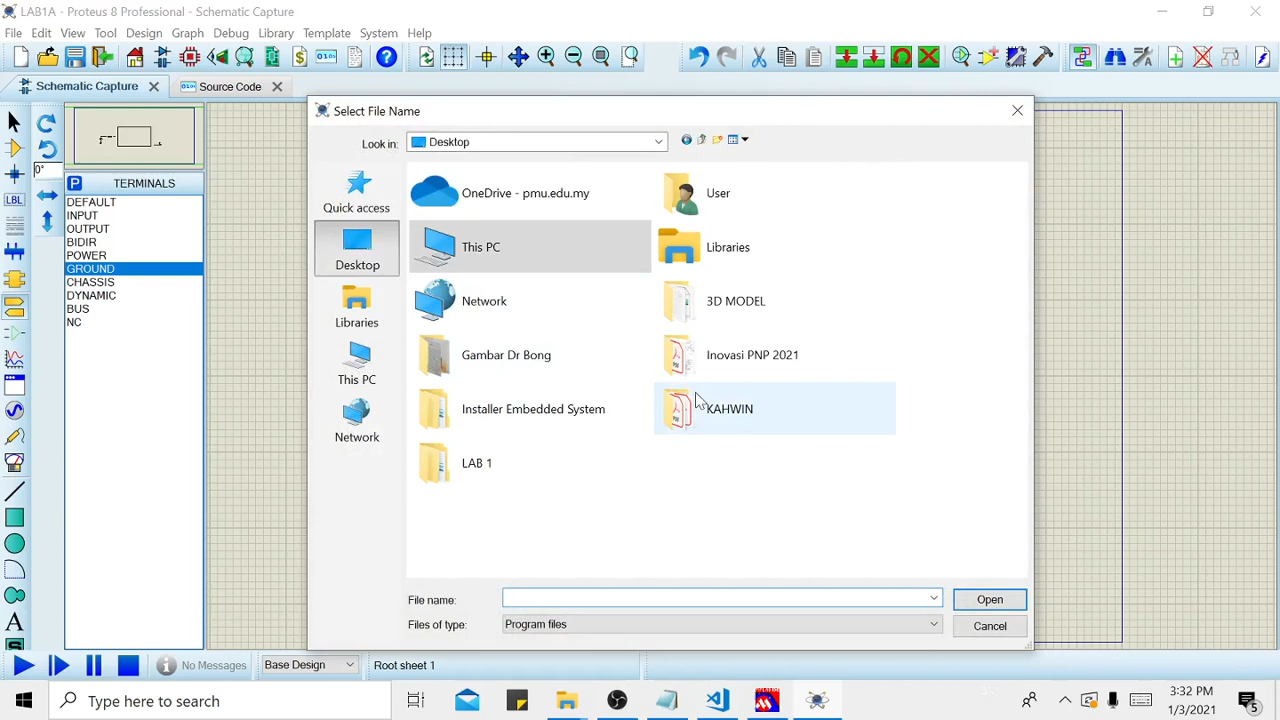 LAB1A - Proteus 8 Professional - Schematic Capture
File Edit View Tool Design Graph Debug Library Template System Help
Schematic Capture
Source Code
Select File Name
Look in: Desktop
0°
TERMINALS
DEFAULT
INPUT
OUTPUT
BIDIR
POWER
GROUND
CHASSIS
DYNAMIC
BUS
NC
LBL
Quick access
Desktop
Libraries
This PC
Network
OneDrive - pmu.edu.my
User
This PC
Libraries
Network
3D MODEL
Gambar Dr Bong
Inovasi PNP 2021
Installer Embedded System
KAHWIN
LAB 1
File name:
Open
Files of type: Program files
Cancel
No Messages
Base Design
Root sheet 1
Type here to search
3:32 PM
1/3/2021
5